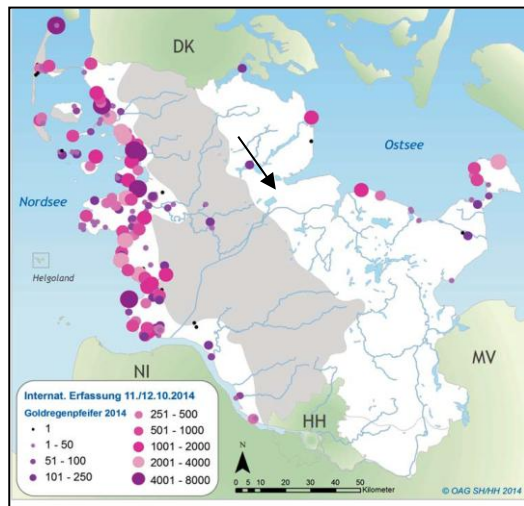 DK
Ostsee
Nordsee
Helgoland
NI
MV
HH
Internat. Erfassung 11./12.10.2014
Goldregenpfeifer 2014
1
1 - 50
51 - 100
101 - 250
251 - 500
501 - 1000
1001 - 2000
2001 - 4000
4001 - 8000
N
0 5 10 20 30 40 50
Kilometer
© OAG SH/HH 2014